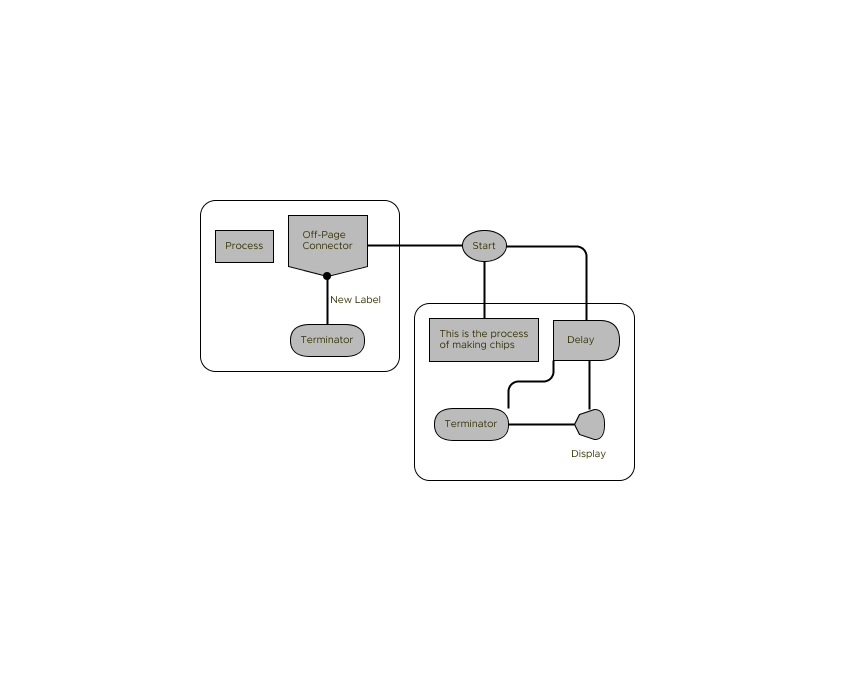 Process
Off-Page
Connector
Start
New Label
Terminator
This is the process
of making chips
Delay
Terminator
Display